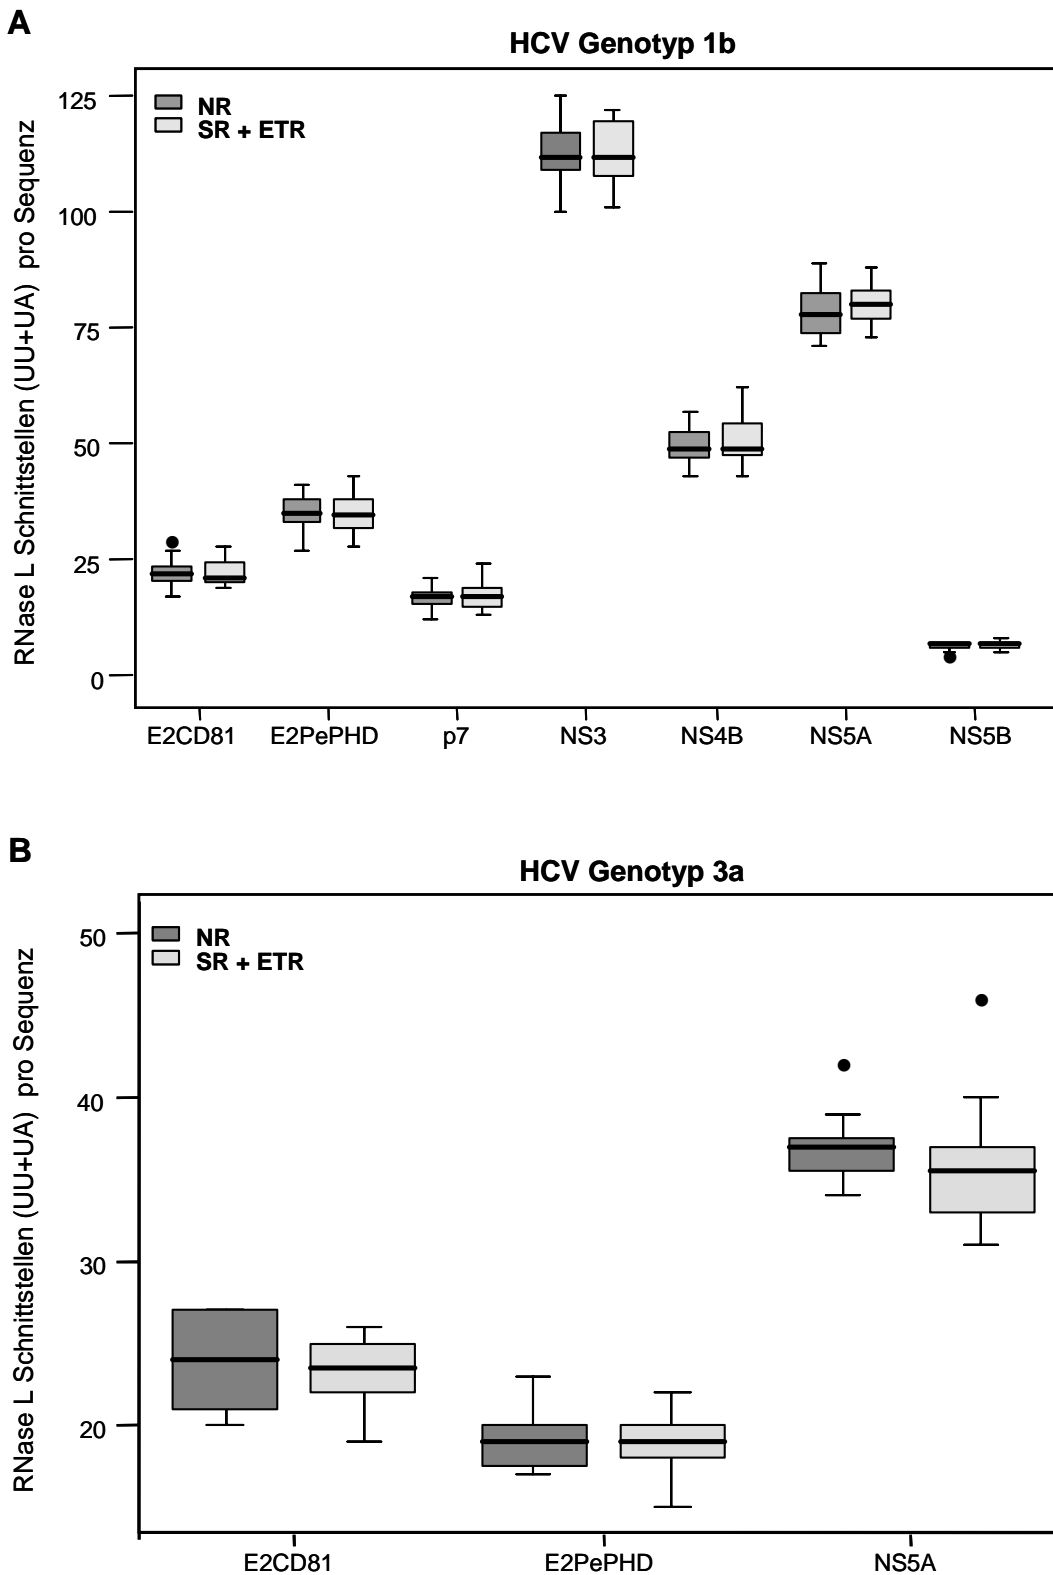 A
HCV Genotyp 1b
NR
SR + ETR
125
100
75
50
25
0
RNase L Schnittstellen (UU+UA) pro Sequenz
E2CD81 E2PePHD p7 NS3 NS4B NS5A NS5B
B
HCV Genotyp 3a
NR
SR + ETR
50
40
30
20
RNase L Schnittstellen (UU+UA) pro Sequenz
E2CD81 E2PePHD NS5A